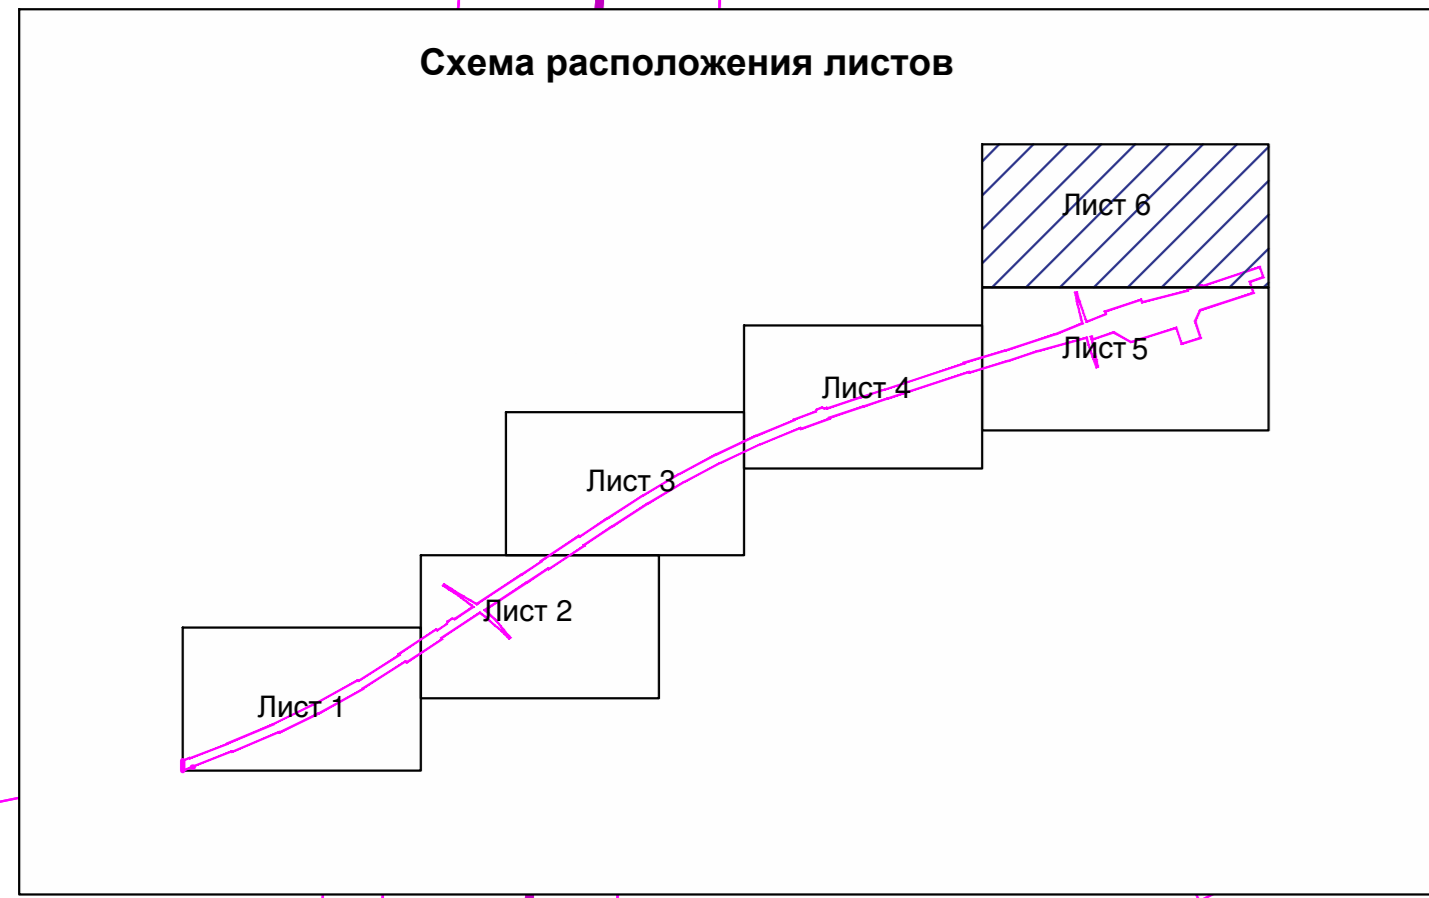 Схема расположения листов
Лист 6
Лист 5
Лист 4
Лист 3
Лист 2
Лист 1